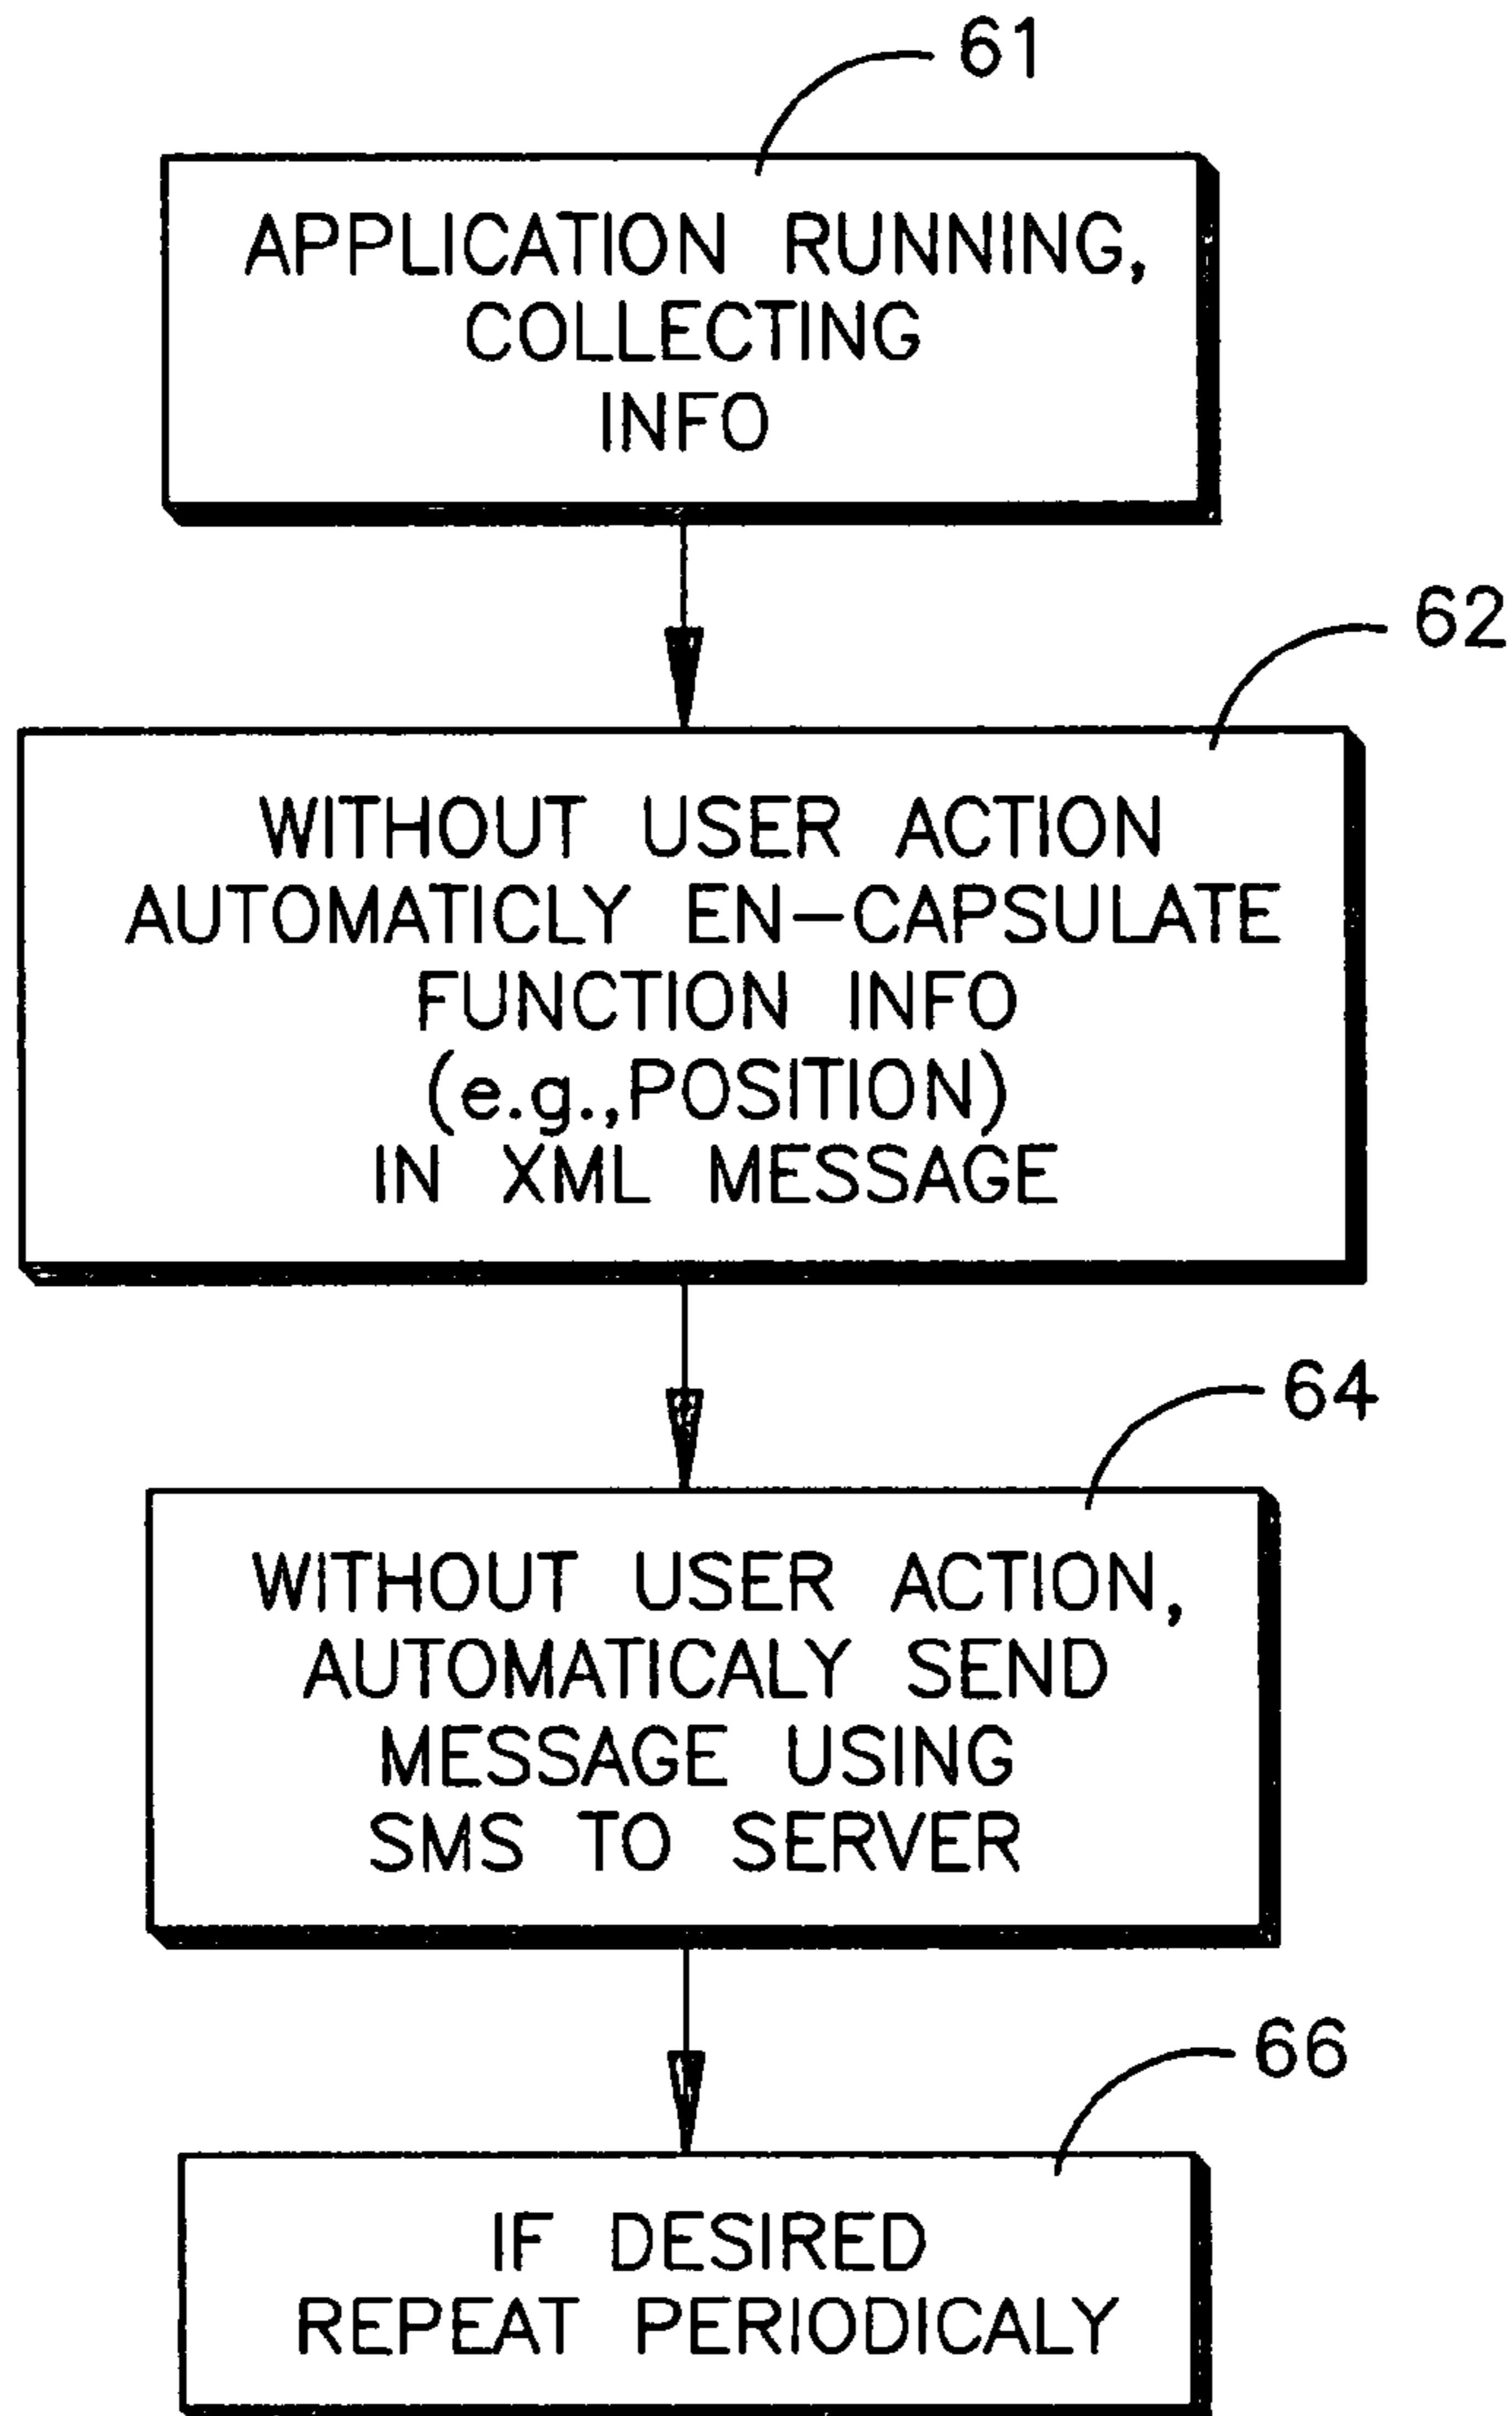 61
APPLICATION RUNNING,
COLLECTING
INFO
62
WITHOUT USER ACTION
AUTOMATICLY EN-CAPSULATE
FUNCTION INFO
(e.g.,POSITION)
IN XML MESSAGE
64
WITHOUT USER ACTION,
AUTOMATICALY SEND
MESSAGE USING
SMS TO SERVER
66
IF DESIRED
REPEAT PERIODICALY